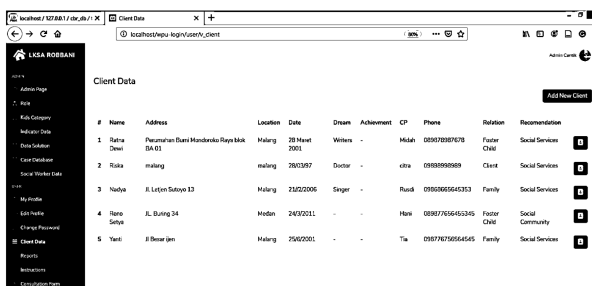 localhost / 127.0.0.1 / cbr_db / t X
Client Data X +
localhost/wpu-login/user/v_client 80%
LKSA ROBBANI
Admin Cantik
ADMIN
Admin Page
Role
Kids Category
Indicator Data
Data Solution
Case Database
Social Worker Data
USER
My Profile
Edit Profile
Change Password
Client Data
Reports
Instructions
Consultation Form
Client Data
Add New Client
# Name Address Location Date Dream Achievment CP Phone Relation Recomendation
1 Ratna Dewi Perumahan Bumi Mondoroko Raya blok BA 01 Malang 28 Maret 2001 Writers - Midah 089878987678 Foster Child Social Services
2 Riska malang malang 28/03/97 Doctor - citra 09898998989 Client Social Services
3 Nadya Jl. Letjen Sutoyo 13 Malang 21/2/2006 Singer - Rusdi 09868665645353 Family Social Services
4 Reno Setya JL. Buring 34 Medan 24/3/2011 - - Hani 089877656455345 Foster Child Social Community
5 Yanti Jl Besar ijen Malang 25/6/2001 - - Tia 098776756564545 Family Social Services